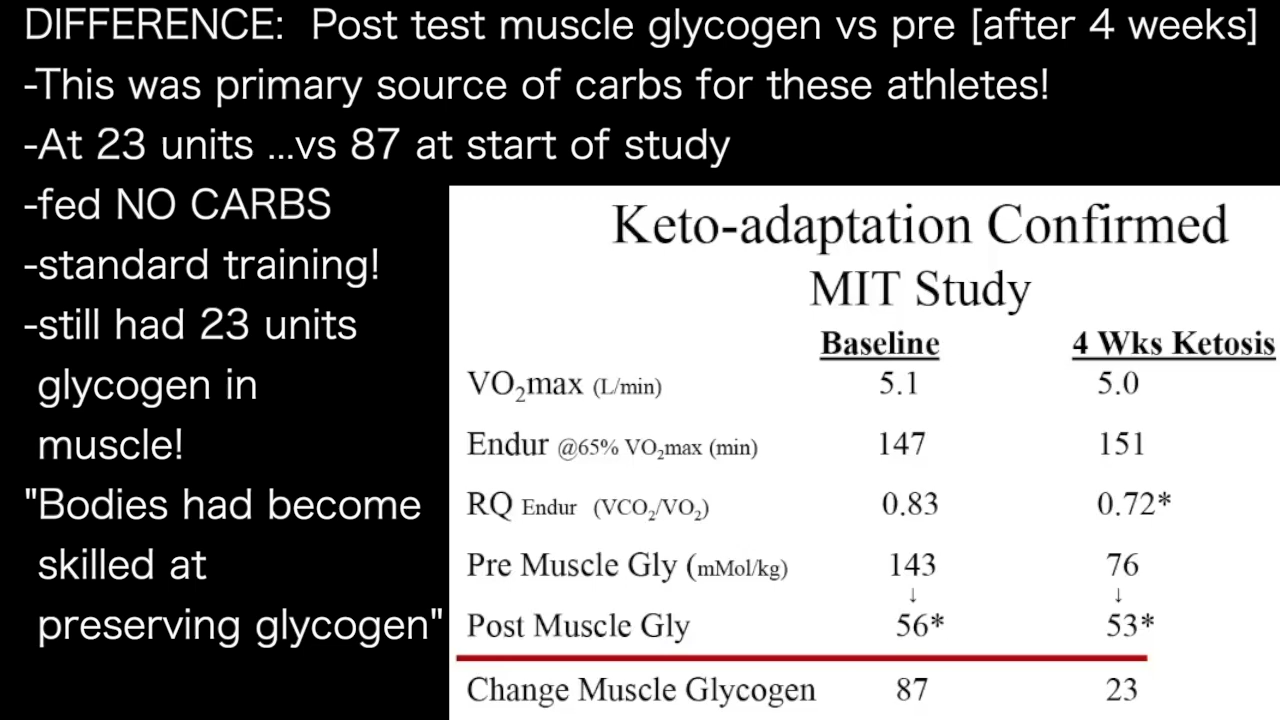 DIFFERENCE:  Post test muscle glycogen vs pre [after 4 weeks]
-This was primary source of carbs for these athletes!
-At 23 units ...vs 87 at start of study
-fed NO CARBS
-standard training!
-still had 23 units
glycogen in
muscle!
"Bodies had become
skilled at
preserving glycogen"
Keto-adaptation Confirmed
MIT Study
Baseline 4 Wks Ketosis
VO₂max (L/min) 5.1 5.0
Endur @65% VO₂max (min) 147 151
RQ Endur (VCO₂/VO₂) 0.83 0.72*
Pre Muscle Gly (mMol/kg) 143 76
↓ ↓
Post Muscle Gly 56* 53*
Change Muscle Glycogen 87 23